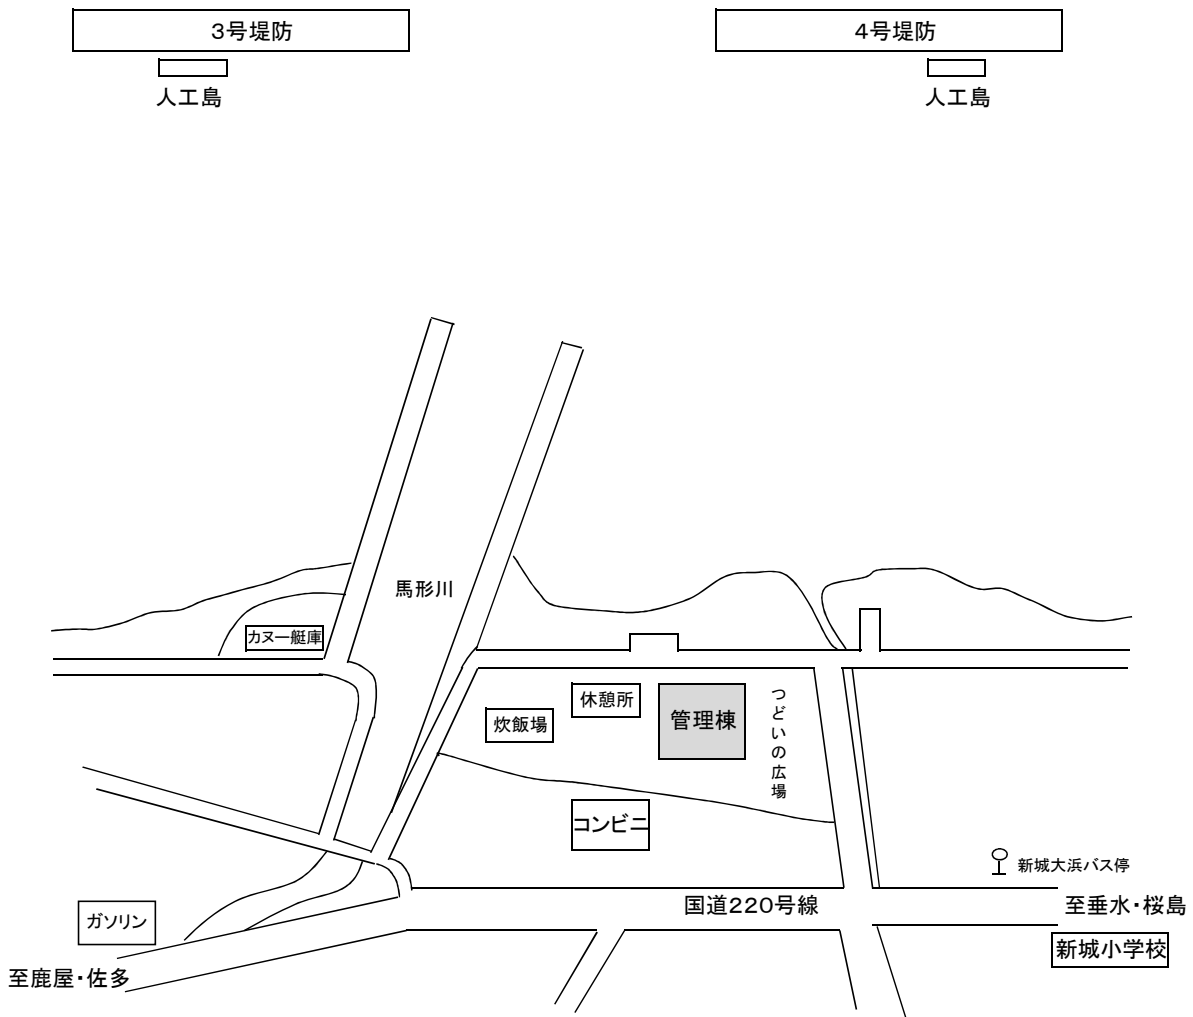 3号堤防
4号堤防
人工島
人工島
馬形川
カヌー艇庫
休憩所
管理棟
つどいの広場
炊飯場
コンビニ
新城大浜バス停
国道220号線
至垂水・桜島
ガソリン
新城小学校
至鹿屋・佐多